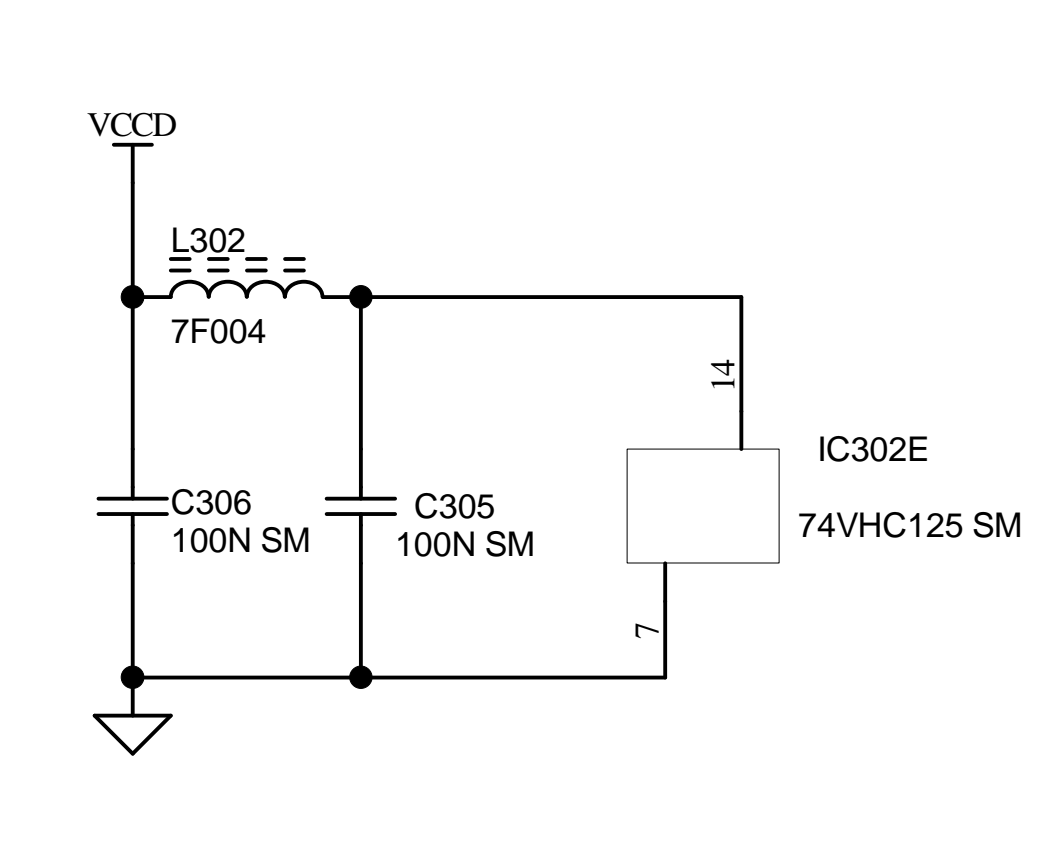 VCCD
L302
7F004
14
IC302E
C306
100N SM
C305
100N SM
74VHC125 SM
7